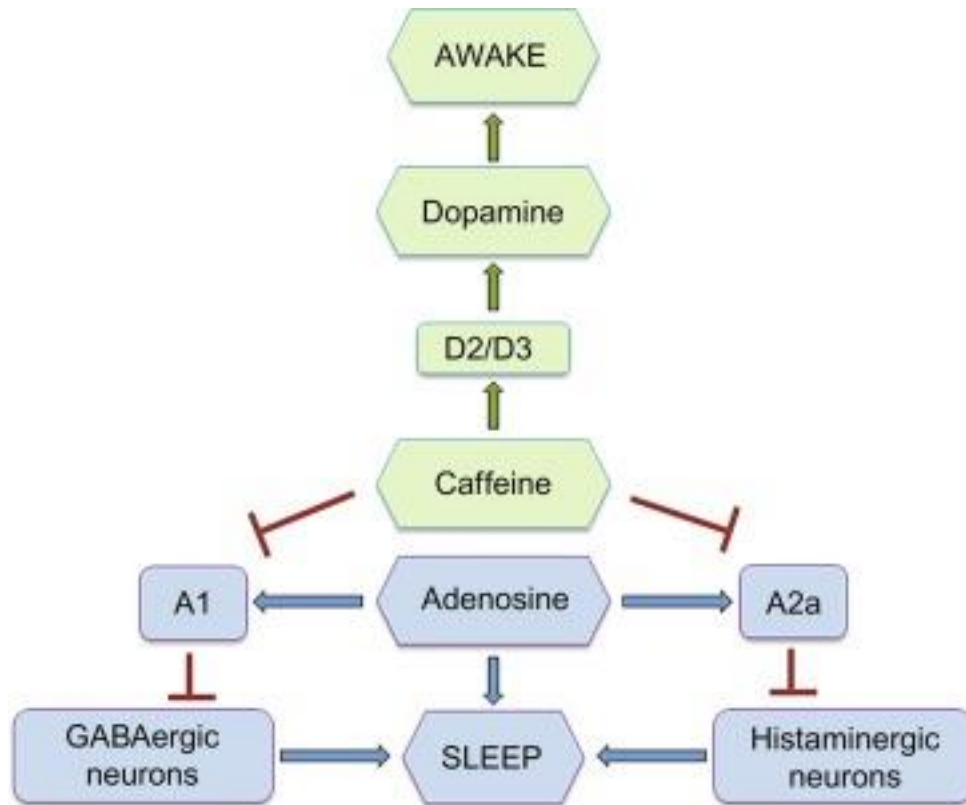 AWAKE
Dopamine
D2/D3
Caffeine
A1
Adenosine
A2a
GABAergic
neurons
SLEEP
Histaminergic
neurons